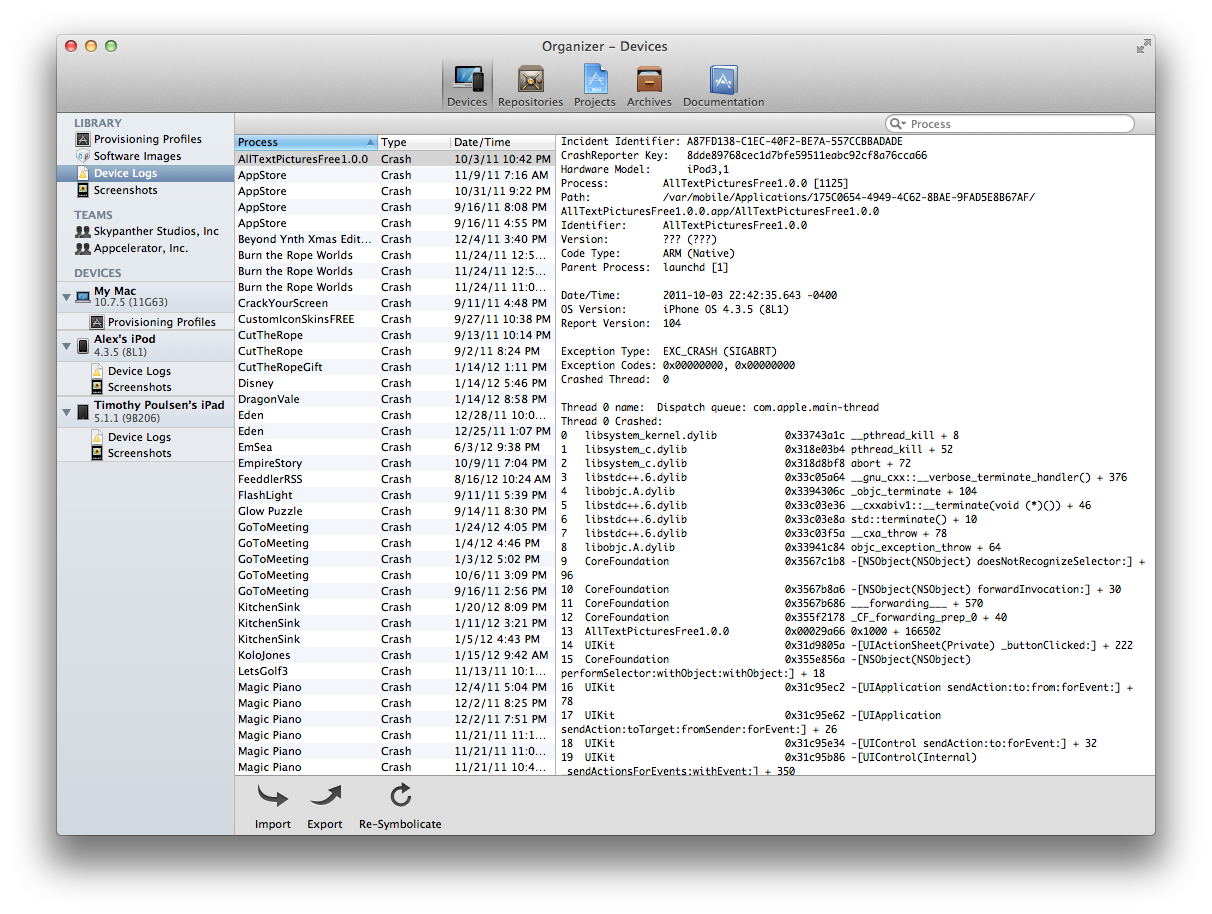 Organizer – Devices
Devices
Repositories
Projects
Archives
Documentation
Process
LIBRARY
Provisioning Profiles
Software Images
Device Logs
Screenshots
TEAMS
Skypanther Studios, Inc
Appcelerator, Inc.
DEVICES
My Mac
10.7.5 (11G63)
Provisioning Profiles
Alex's iPod
4.3.5 (8L1)
Device Logs
Screenshots
Timothy Poulsen's iPad
5.1.1 (9B206)
Device Logs
Screenshots
Process Type Date/Time
AllTextPicturesFree1.0.0 Crash 10/3/11 10:42 PM
AppStore Crash 11/9/11 7:16 AM
AppStore Crash 10/31/11 9:22 PM
AppStore Crash 9/16/11 8:08 PM
AppStore Crash 9/16/11 4:55 PM
Beyond Ynth Xmas Edit... Crash 12/4/11 3:40 PM
Burn the Rope Worlds Crash 11/24/11 12:5...
Burn the Rope Worlds Crash 11/24/11 12:5...
Burn the Rope Worlds Crash 11/24/11 11:0...
CrackYourScreen Crash 9/11/11 4:48 PM
CustomIconSkinsFREE Crash 9/27/11 10:38 PM
CutTheRope Crash 9/13/11 10:14 PM
CutTheRope Crash 9/2/11 8:24 PM
CutTheRopeGift Crash 1/14/12 1:11 PM
Disney Crash 1/14/12 5:46 PM
DragonVale Crash 1/14/12 8:58 PM
Eden Crash 12/28/11 10:0...
Eden Crash 12/25/11 1:07 PM
EmSea Crash 6/3/12 9:38 PM
EmpireStory Crash 10/9/11 7:04 PM
FeeddlerRSS Crash 8/16/12 10:24 AM
FlashLight Crash 9/11/11 5:39 PM
Glow Puzzle Crash 9/14/11 8:30 PM
GoToMeeting Crash 1/24/12 4:05 PM
GoToMeeting Crash 1/4/12 4:46 PM
GoToMeeting Crash 1/3/12 5:02 PM
GoToMeeting Crash 10/6/11 3:09 PM
GoToMeeting Crash 9/16/11 2:56 PM
KitchenSink Crash 1/20/12 8:09 PM
KitchenSink Crash 1/11/12 3:21 PM
KitchenSink Crash 1/5/12 4:43 PM
KoloJones Crash 1/15/12 9:42 AM
LetsGolf3 Crash 11/13/11 10:1...
Magic Piano Crash 12/4/11 5:04 PM
Magic Piano Crash 12/2/11 8:25 PM
Magic Piano Crash 12/2/11 7:51 PM
Magic Piano Crash 11/21/11 11:1...
Magic Piano Crash 11/21/11 11:0...
Magic Piano Crash 11/21/11 10:4...
Incident Identifier: A87FD138-C1EC-40F2-BE7A-557CCBBADADE
CrashReporter Key: 8dde89768cec1d7bfe59511eabc92cf8a76cca66
Hardware Model: iPod3,1
Process: AllTextPicturesFree1.0.0 [1125]
Path: /var/mobile/Applications/175C0654-4949-4C62-8BAE-9FAD5E8B67AF/
AllTextPicturesFree1.0.0.app/AllTextPicturesFree1.0.0
Identifier: AllTextPicturesFree1.0.0
Version: ??? (???)
Code Type: ARM (Native)
Parent Process: launchd [1]
Date/Time: 2011-10-03 22:42:35.643 -0400
OS Version: iPhone OS 4.3.5 (8L1)
Report Version: 104
Exception Type: EXC_CRASH (SIGABRT)
Exception Codes: 0x00000000, 0x00000000
Crashed Thread: 0
Thread 0 name: Dispatch queue: com.apple.main-thread
Thread 0 Crashed:
0 libsystem_kernel.dylib 0x33743a1c __pthread_kill + 8
1 libsystem_c.dylib 0x318e03b4 pthread_kill + 52
2 libsystem_c.dylib 0x318d8bf8 abort + 72
3 libstdc++.6.dylib 0x33c05a64 __gnu_cxx::__verbose_terminate_handler() + 376
4 libobjc.A.dylib 0x3394306c _objc_terminate + 104
5 libstdc++.6.dylib 0x33c03e36 __cxxabiv1::__terminate(void (*)()) + 46
6 libstdc++.6.dylib 0x33c03e8a std::terminate() + 10
7 libstdc++.6.dylib 0x33c03f5a __cxa_throw + 78
8 libobjc.A.dylib 0x33941c84 objc_exception_throw + 64
9 CoreFoundation 0x3567c1b8 -[NSObject(NSObject) doesNotRecognizeSelector:] +
96
10 CoreFoundation 0x3567b8a6 -[NSObject(NSObject) forwardInvocation:] + 30
11 CoreFoundation 0x3567b686 ___forwarding___ + 570
12 CoreFoundation 0x355f2178 _CF_forwarding_prep_0 + 40
13 AllTextPicturesFree1.0.0 0x00029a66 0x1000 + 166502
14 UIKit 0x31d9805a -[UIActionSheet(Private) _buttonClicked:] + 222
15 CoreFoundation 0x355e856a -[NSObject(NSObject)
performSelector:withObject:withObject:] + 18
16 UIKit 0x31c95ec2 -[UIApplication sendAction:to:from:forEvent:] +
78
17 UIKit 0x31c95e62 -[UIApplication
sendAction:toTarget:fromSender:forEvent:] + 26
18 UIKit 0x31c95e34 -[UIControl sendAction:to:forEvent:] + 32
19 UIKit 0x31c95b86 -[UIControl(Internal)
_sendActionsForEvents:withEvent:] + 350
Import
Export
Re-Symbolicate